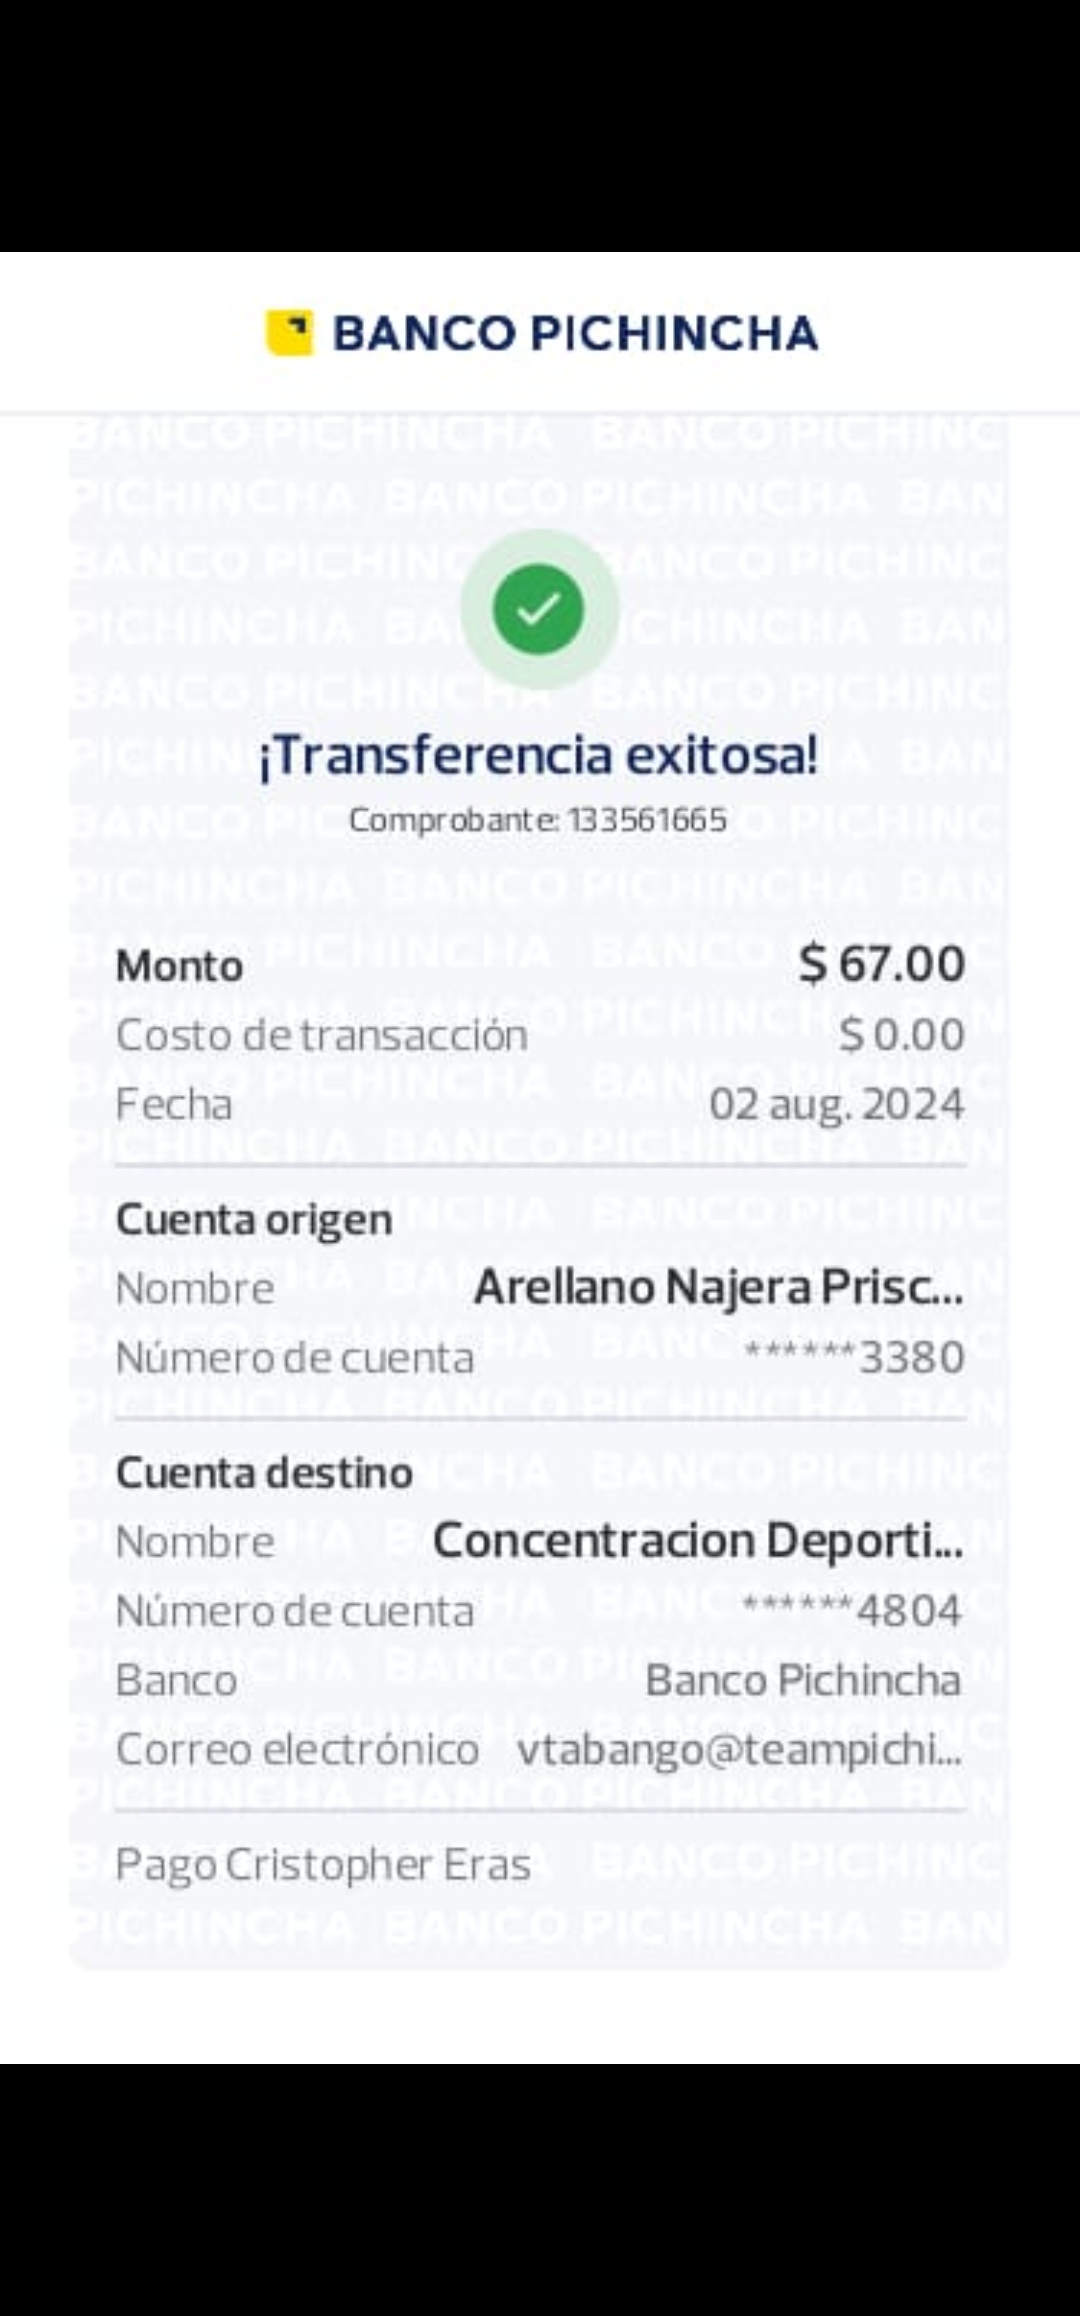 BANCO PICHINCHA
¡Transferencia exitosa!
Comprobante: 133561665
Monto $ 67.00
Costo de transacción $ 0.00
Fecha 02 aug. 2024
Cuenta origen
Nombre Arellano Najera Prisc...
Número de cuenta ******3380
Cuenta destino
Nombre Concentracion Deporti...
Número de cuenta ******4804
Banco Banco Pichincha
Correo electrónico vtabango@teampichi...
Pago Cristopher Eras